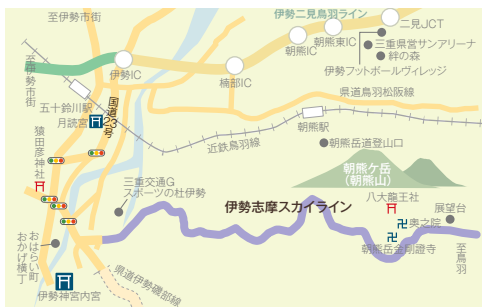 至伊勢市街
伊勢二見鳥羽ライン
二見JCT
朝熊東IC
朝熊IC
三重県営サンアリーナ
絆の森
伊勢フットボールヴィレッジ
伊勢IC
楠部IC
至伊勢市街
県道鳥羽松阪線
五十鈴川駅
国道23号
月読宮
朝熊駅
近鉄鳥羽線
朝熊岳道登山口
猿田彦神社
朝熊ケ岳
(朝熊山)
三重交通G
スポーツの杜伊勢
伊勢志摩スカイライン
八大龍王社
展望台
奥之院
朝熊岳金剛證寺
至鳥羽
おはらい町
おかげ横丁
県道伊勢磯部線
伊勢神宮内宮